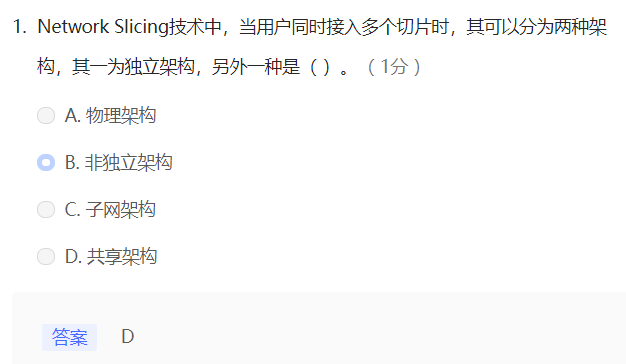 1. Network Slicing技术中，当用户同时接入多个切片时，其可以分为两种架
构，其一为独立架构，另外一种是（ ）。（ 1分 ）
A. 物理架构
B. 非独立架构
C. 子网架构
D. 共享架构
答案 D